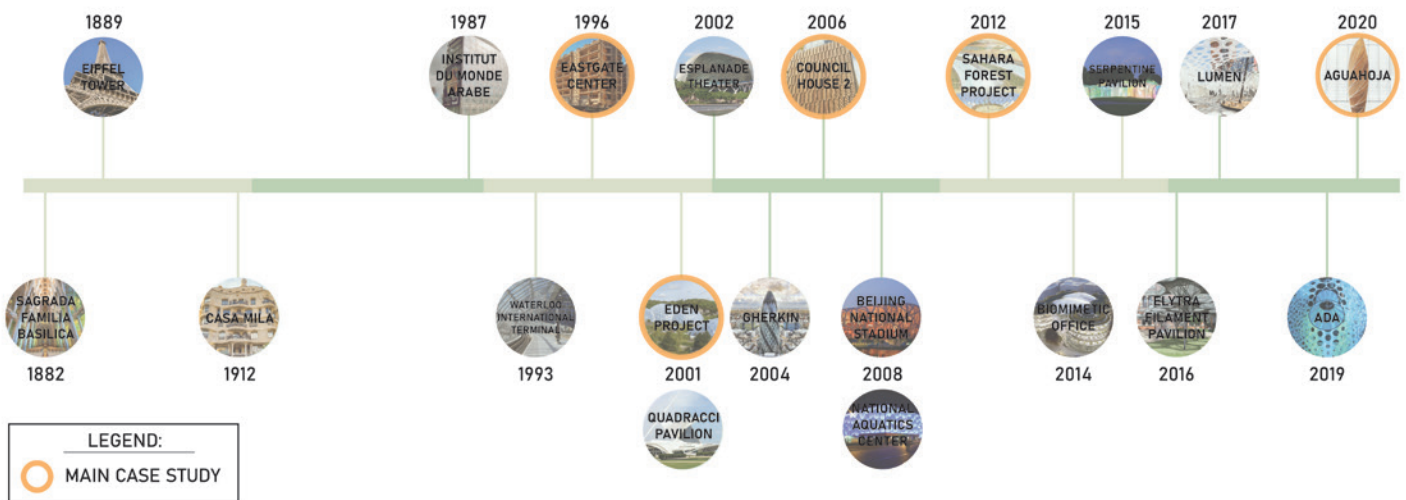 1889
EIFFEL
TOWER
1987
INSTITUT
DU MONDE
ARABE
1996
EASTGATE
CENTER
2002
ESPLANADE
THEATER
2006
COUNCIL
HOUSE 2
2012
SAHARA
FOREST
PROJECT
2015
SERPENTINE
PAVILION
2017
LUMEN
2020
AGUAHOJA
SAGRADA
FAMILIA
BASILICA
1882
CASA MILA
1912
WATERLOO
INTERNATIONAL
TERMINAL
1993
EDEN
PROJECT
2001
QUADRACCI
PAVILION
GHERKIN
2004
BEIJING
NATIONAL
STADIUM
2008
NATIONAL
AQUATICS
CENTER
BIOMIMETIC
OFFICE
2014
ELYTRA
FILAMENT
PAVILION
2016
ADA
2019
LEGEND:
MAIN CASE STUDY